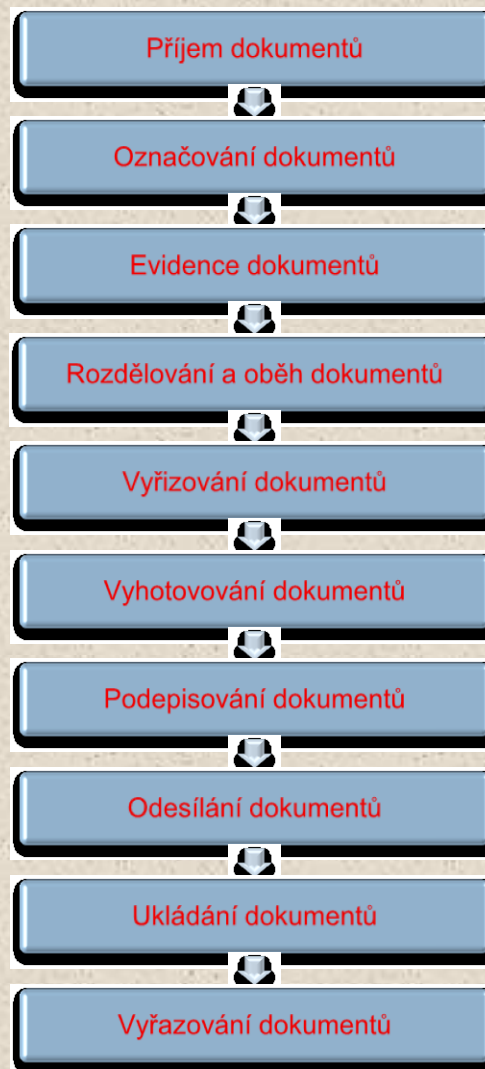 Příjem dokumentů
Označování dokumentů
Evidence dokumentů
Rozdělování a oběh dokumentů
Vyřizování dokumentů
Vyhotovování dokumentů
Podepisování dokumentů
Odesílání dokumentů
Ukládání dokumentů
Vyřazování dokumentů